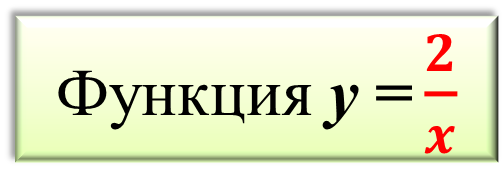 Функция y = 2/x